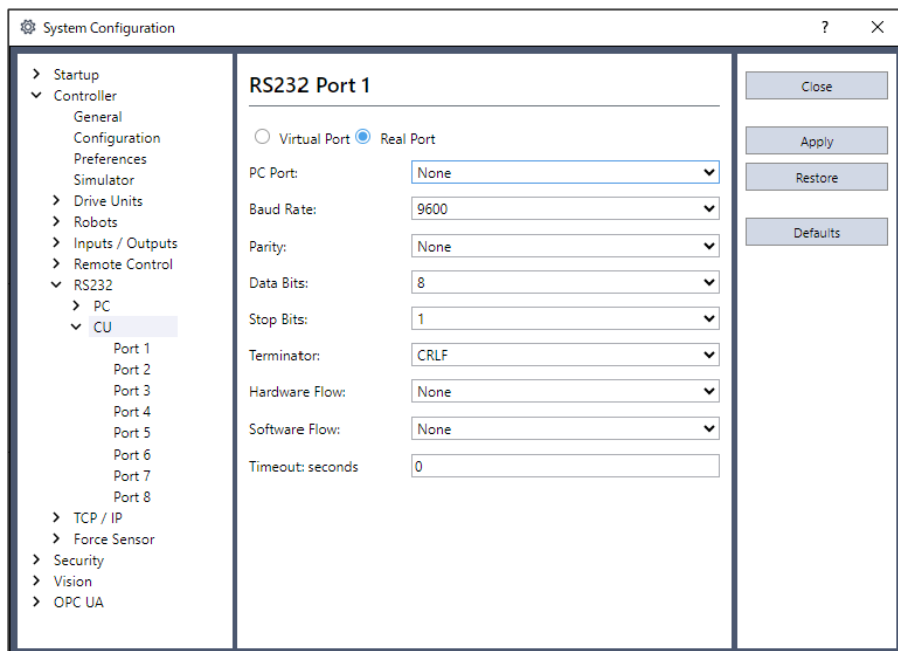 System Configuration ?
Startup
Controller
General
Configuration
Preferences
Simulator
Drive Units
Robots
Inputs / Outputs
Remote Control
RS232
PC
CU
Port 1
Port 2
Port 3
Port 4
Port 5
Port 6
Port 7
Port 8
TCP / IP
Force Sensor
Security
Vision
OPC UA
RS232 Port 1
Virtual Port Real Port
PC Port: None
Baud Rate: 9600
Parity: None
Data Bits: 8
Stop Bits: 1
Terminator: CRLF
Hardware Flow: None
Software Flow: None
Timeout: seconds 0
Close
Apply
Restore
Defaults